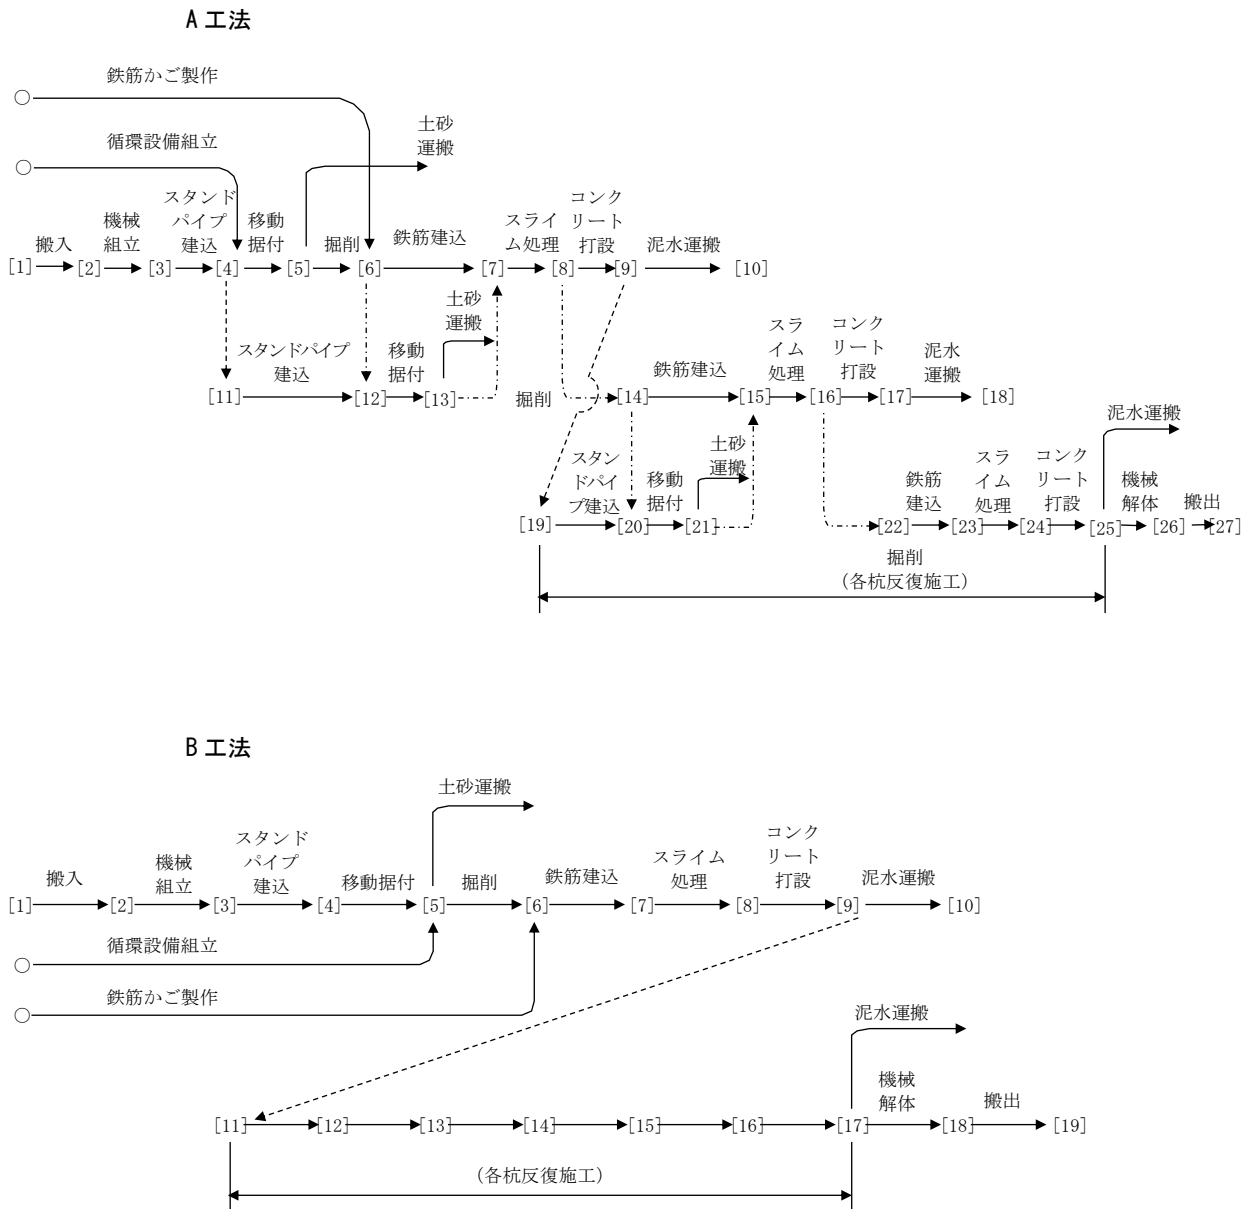 A 工法
鉄筋かご製作
循環設備組立
土砂
運搬
搬入
機械
組立
スタンド
パイプ
建込
移動
据付
掘削
鉄筋建込
スライ
ム処理
コンク
リート
打設
泥水運搬
[1]
[2]
[3]
[4]
[5]
[6]
[7]
[8]
[9]
[10]
スタンドパイプ
建込
移動
据付
土砂
運搬
掘削
鉄筋建込
スラ
イム
処理
コンク
リート
打設
泥水
運搬
[11]
[12]
[13]
[14]
[15]
[16]
[17]
[18]
スタン
ドパイ
プ建込
移動
据付
土砂
運搬
鉄筋
建込
スラ
イム
処理
コンク
リート
打設
泥水運搬
機械
解体
搬出
[19]
[20]
[21]
[22]
[23]
[24]
[25]
[26]
[27]
掘削
(各杭反復施工)
B 工法
土砂運搬
搬入
機械
組立
スタンド
パイプ
建込
移動据付
掘削
鉄筋建込
スライム
処理
コンク
リート
打設
泥水運搬
[1]
[2]
[3]
[4]
[5]
[6]
[7]
[8]
[9]
[10]
循環設備組立
鉄筋かご製作
泥水運搬
機械
解体
搬出
[11]
[12]
[13]
[14]
[15]
[16]
[17]
[18]
[19]
(各杭反復施工)